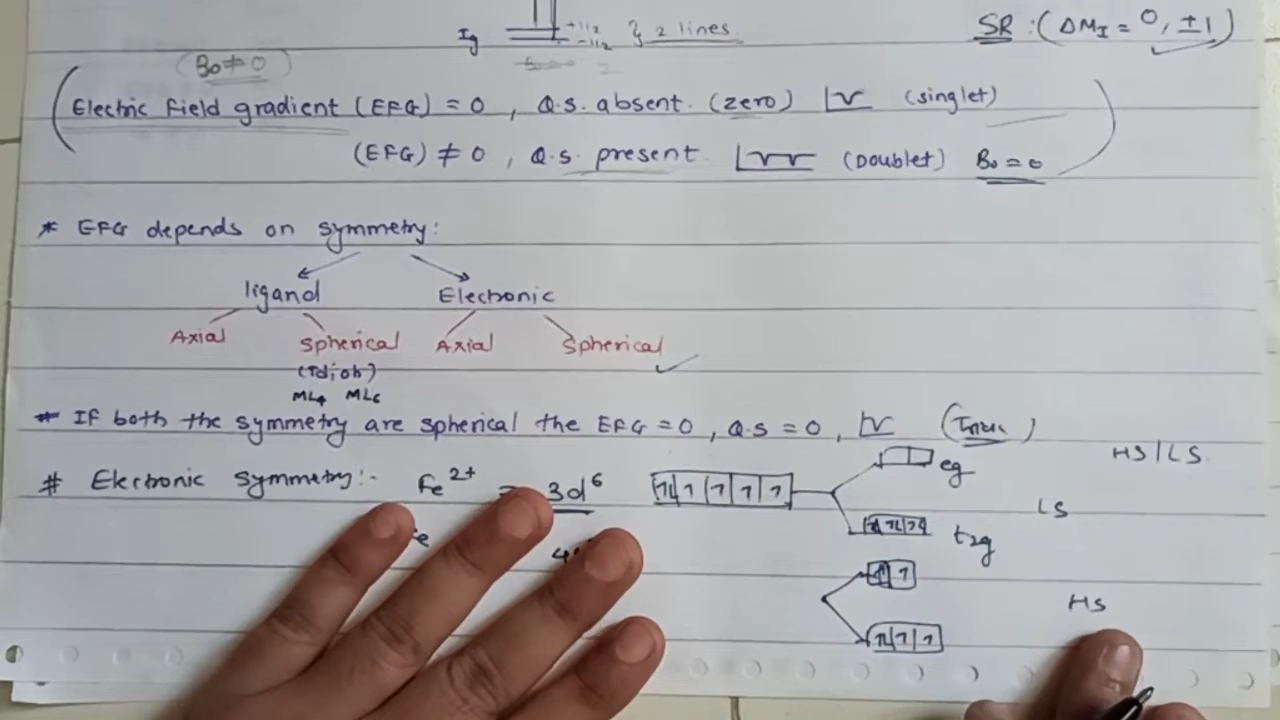 Ig +1/2 -1/2 } 2 lines. SR : (ΔMI = 0, ±1)
B0≠0
Electric Field gradient (EFG) = 0, Q.S. absent. (zero) (singlet)
(EFG) ≠ 0, Q.S. present. (Doublet) B0 = 0
* EFG depends on symmetry:
ligand Electronic
Axial Spherical Axial Spherical
(Td, oh)
ML4 ML6
* If both the symmetry are spherical the EFG = 0, Q.S = 0,
HS/LS.
# Electronic symmetry:- Fe2+ = 3d6 eg
LS
t2g
HS